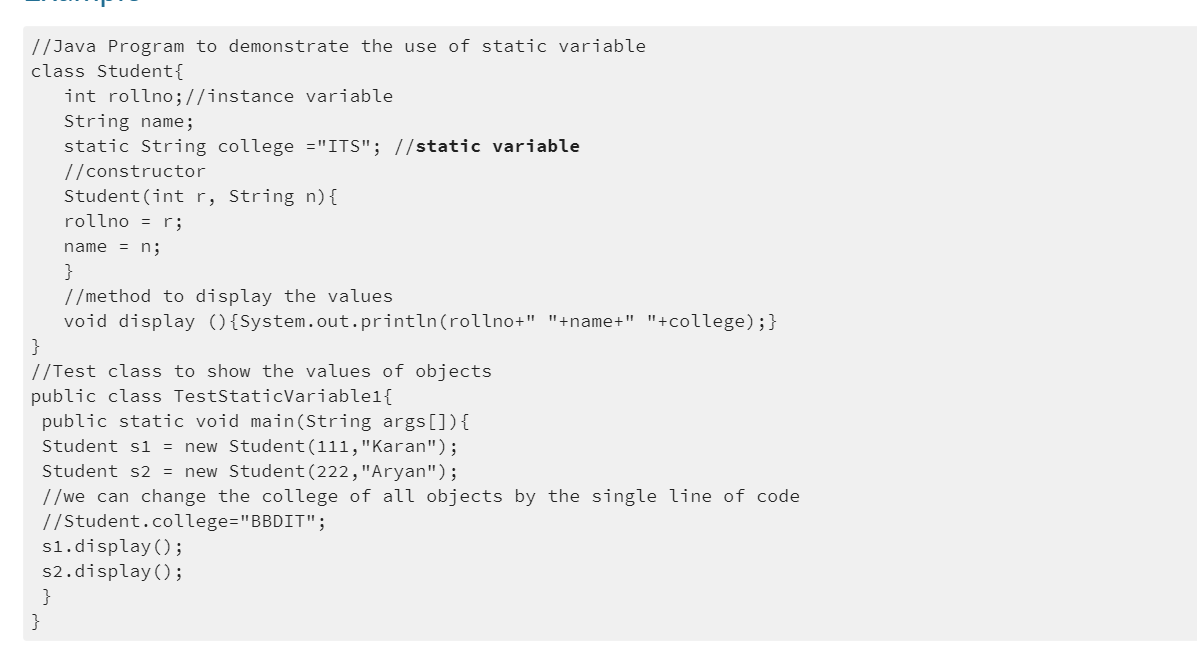 Example
//Java Program to demonstrate the use of static variable
class Student{
   int rollno;//instance variable
   String name;
   static String college ="ITS"; //static variable
   //constructor
   Student(int r, String n){
   rollno = r;
   name = n;
   }
   //method to display the values
   void display (){System.out.println(rollno+" "+name+" "+college);}
}
//Test class to show the values of objects
public class TestStaticVariable1{
 public static void main(String args[]){
 Student s1 = new Student(111,"Karan");
 Student s2 = new Student(222,"Aryan");
 //we can change the college of all objects by the single line of code
 //Student.college="BBDIT";
 s1.display();
 s2.display();
 }
}